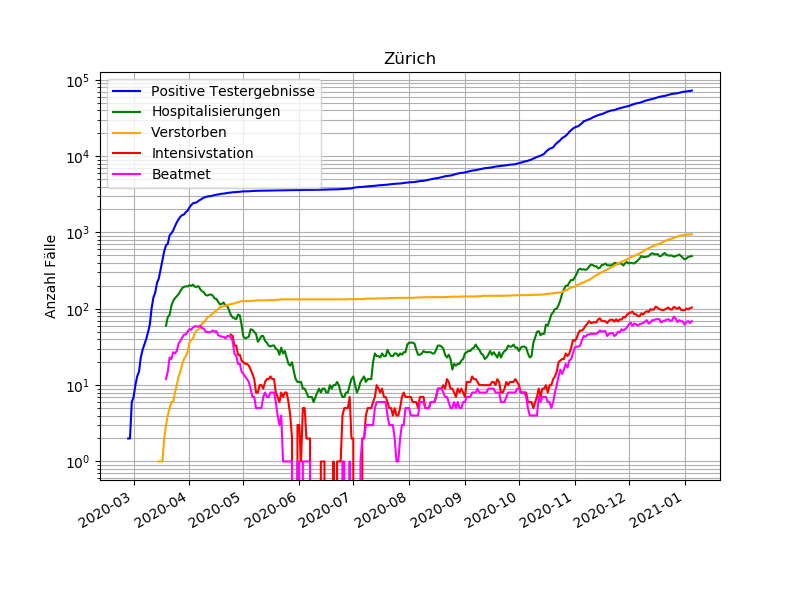 Zürich
Anzahl Fälle
10^5
10^4
10^3
10^2
10^1
10^0
Positive Testergebnisse
Hospitalisierungen
Verstorben
Intensivstation
Beatmet
2020-03
2020-04
2020-05
2020-06
2020-07
2020-08
2020-09
2020-10
2020-11
2020-12
2021-01